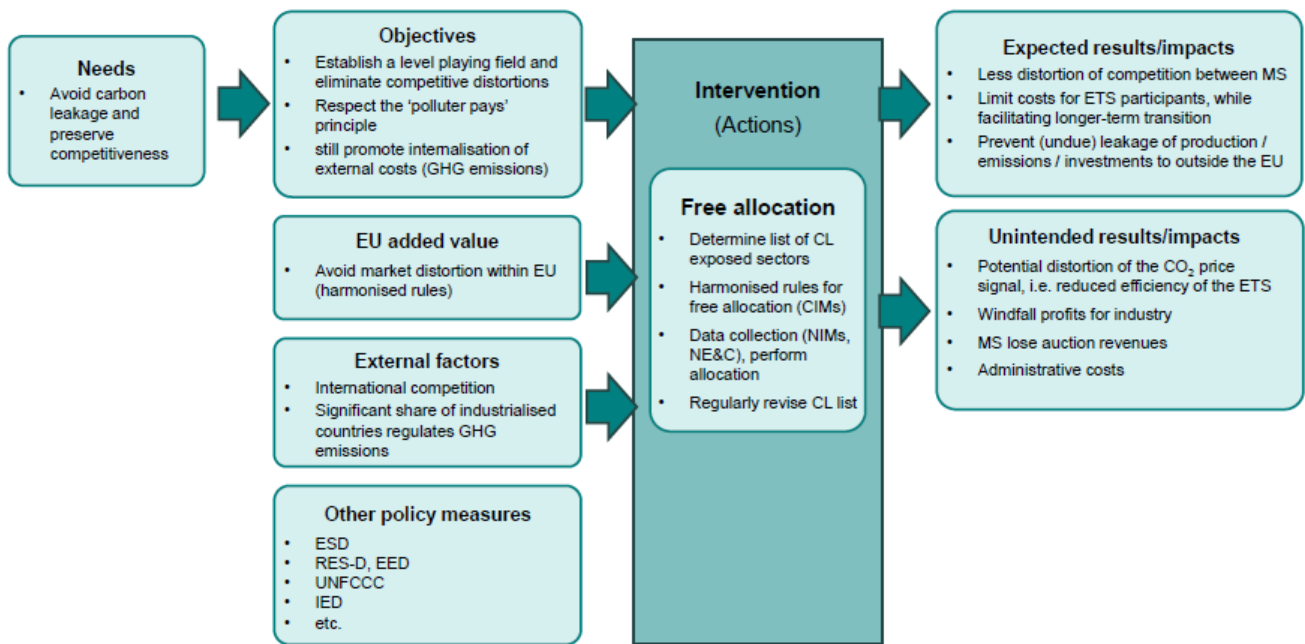 Needs
• Avoid carbon
leakage and
preserve
competitiveness
Objectives
• Establish a level playing field and
eliminate competitive distortions
• Respect the ‘polluter pays’
principle
• still promote internalisation of
external costs (GHG emissions)
EU added value
• Avoid market distortion within EU
(harmonised rules)
External factors
• International competition
• Significant share of industrialised
countries regulates GHG
emissions
Other policy measures
• ESD
• RES-D, EED
• UNFCCC
• IED
• etc.
Intervention
(Actions)
Free allocation
• Determine list of CL
exposed sectors
• Harmonised rules for
free allocation (CIMs)
• Data collection (NIMs,
NE&C), perform
allocation
• Regularly revise CL list
Expected results/impacts
• Less distortion of competition between MS
• Limit costs for ETS participants, while
facilitating longer-term transition
• Prevent (undue) leakage of production /
emissions / investments to outside the EU
Unintended results/impacts
• Potential distortion of the CO₂ price
signal, i.e. reduced efficiency of the ETS
• Windfall profits for industry
• MS lose auction revenues
• Administrative costs